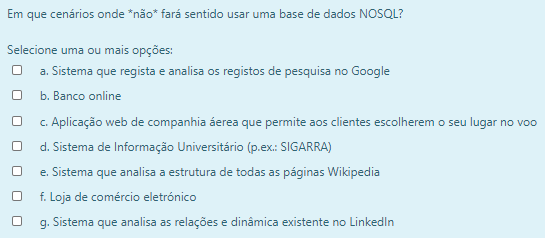 Em que cenários onde *não* fará sentido usar uma base de dados NOSQL?
Selecione uma ou mais opções:
a. Sistema que regista e analisa os registos de pesquisa no Google
b. Banco online
c. Aplicação web de companhia áerea que permite aos clientes escolherem o seu lugar no voo
d. Sistema de Informação Universitário (p.ex.: SIGARRA)
e. Sistema que analisa a estrutura de todas as páginas Wikipedia
f. Loja de comércio eletrónico
g. Sistema que analisa as relações e dinâmica existente no LinkedIn